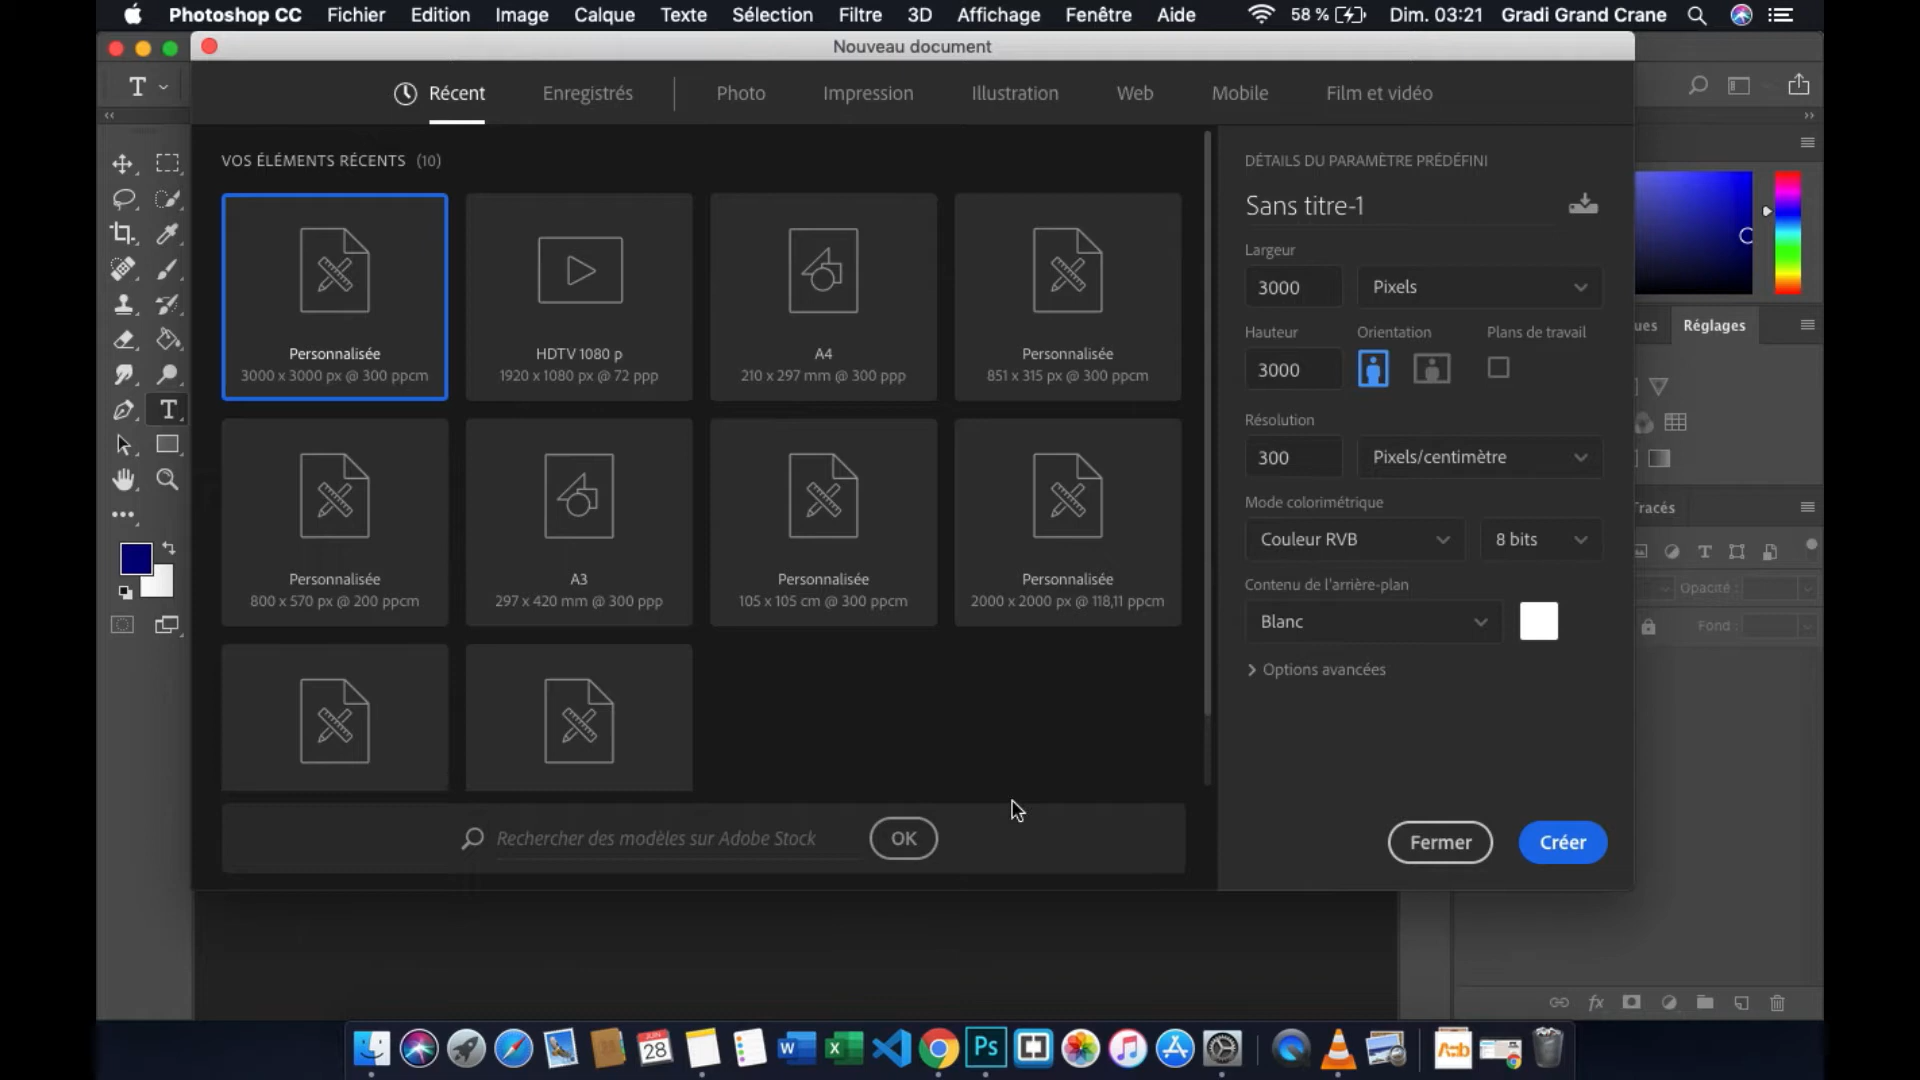 Photoshop CC Fichier Edition Image Calque Texte Sélection Filtre 3D Affichage Fenêtre Aide 58 % Dim. 03:21 Gradi Grand Crane
Nouveau document
Récent Enregistrés Photo Impression Illustration Web Mobile Film et vidéo
VOS ÉLÉMENTS RÉCENTS (10)
Personnalisée
3000 x 3000 px @ 300 ppcm
HDTV 1080 p
1920 x 1080 px @ 72 ppp
A4
210 x 297 mm @ 300 ppp
Personnalisée
851 x 315 px @ 300 ppcm
Personnalisée
800 x 570 px @ 200 ppcm
A3
297 x 420 mm @ 300 ppp
Personnalisée
105 x 105 cm @ 300 ppcm
Personnalisée
2000 x 2000 px @ 118,11 ppcm
Rechercher des modèles sur Adobe Stock
OK
DÉTAILS DU PARAMÈTRE PRÉDÉFINI
Sans titre-1
Largeur
3000 Pixels
Hauteur Orientation Plans de travail
3000
Résolution
300 Pixels/centimètre
Mode colorimétrique
Couleur RVB 8 bits
Contenu de l'arrière-plan
Blanc
Options avancées
Fermer Créer
ues Réglages
Tracés
Opacité :
Fond :
JUIN
28
W
X
Ps